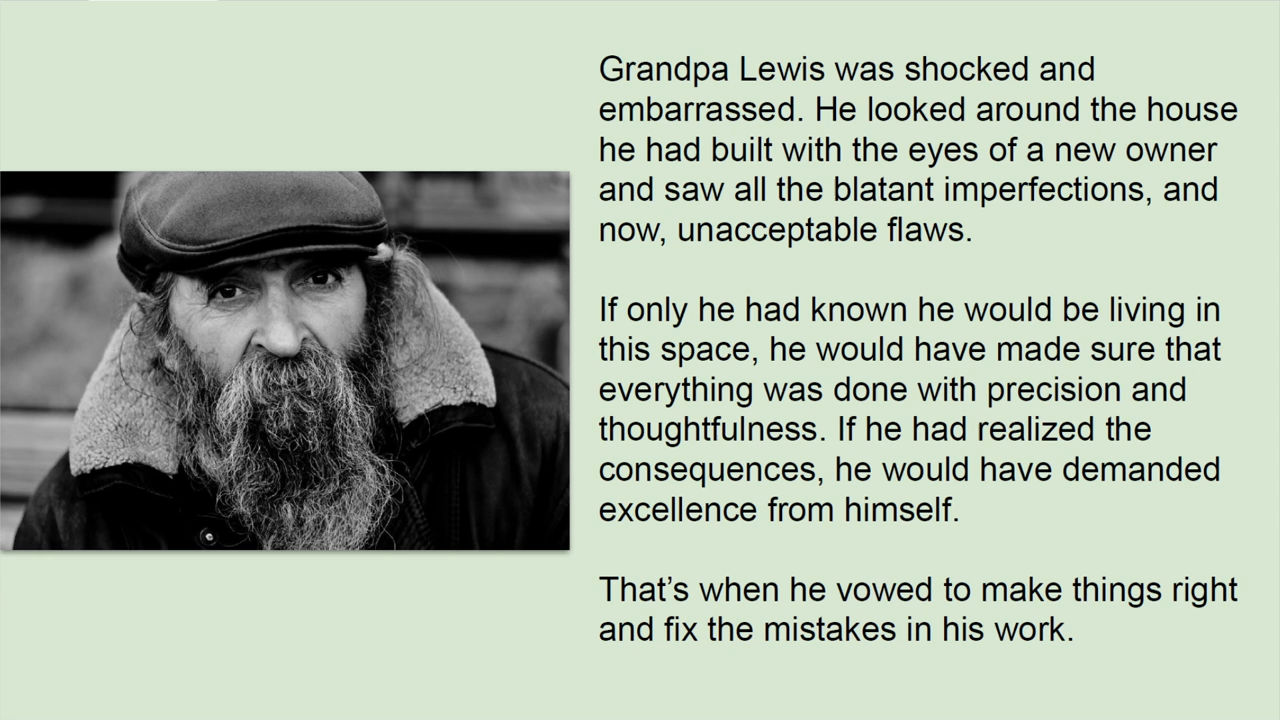 Grandpa Lewis was shocked and
embarrassed. He looked around the house
he had built with the eyes of a new owner
and saw all the blatant imperfections, and
now, unacceptable flaws.
If only he had known he would be living in
this space, he would have made sure that
everything was done with precision and
thoughtfulness. If he had realized the
consequences, he would have demanded
excellence from himself.
That’s when he vowed to make things right
and fix the mistakes in his work.